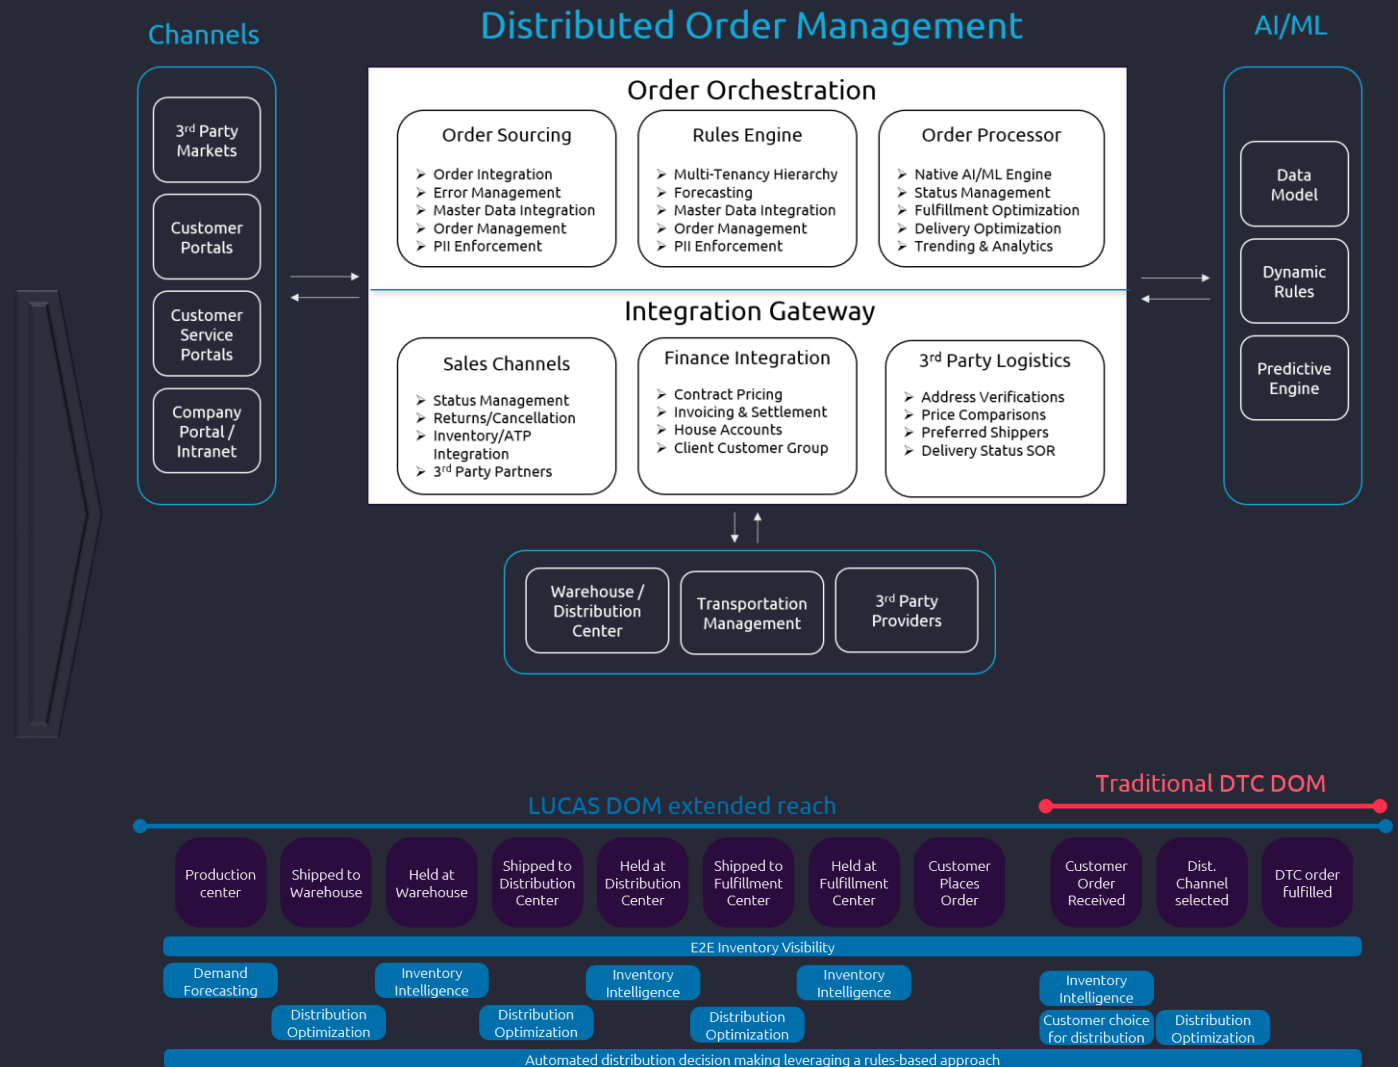 Distributed Order Management
Channels
AI/ML
3rd Party
Markets
Customer
Portals
Customer
Service
Portals
Company
Portal /
Intranet
Order Orchestration
Order Sourcing
➢ Order Integration
➢ Error Management
➢ Master Data Integration
➢ Order Management
➢ PII Enforcement
Rules Engine
➢ Multi-Tenancy Hierarchy
➢ Forecasting
➢ Master Data Integration
➢ Order Management
➢ PII Enforcement
Order Processor
➢ Native AI/ML Engine
➢ Status Management
➢ Fulfillment Optimization
➢ Delivery Optimization
➢ Trending & Analytics
Integration Gateway
Sales Channels
➢ Status Management
➢ Returns/Cancellation
➢ Inventory/ATP
Integration
➢ 3rd Party Partners
Finance Integration
➢ Contract Pricing
➢ Invoicing & Settlement
➢ House Accounts
➢ Client Customer Group
3rd Party Logistics
➢ Address Verifications
➢ Price Comparisons
➢ Preferred Shippers
➢ Delivery Status SOR
Data
Model
Dynamic
Rules
Predictive
Engine
Warehouse /
Distribution
Center
Transportation
Management
3rd Party
Providers
Traditional DTC DOM
LUCAS DOM extended reach
Production
center
Shipped to
Warehouse
Held at
Warehouse
Shipped to
Distribution
Center
Held at
Distribution
Center
Shipped to
Fulfillment
Center
Held at
Fulfillment
Center
Customer
Places
Order
Customer
Order
Received
Dist.
Channel
selected
DTC order
fulfilled
E2E Inventory Visibility
Demand
Forecasting
Distribution
Optimization
Inventory
Intelligence
Distribution
Optimization
Inventory
Intelligence
Distribution
Optimization
Inventory
Intelligence
Inventory
Intelligence
Customer choice
for distribution
Distribution
Optimization
Automated distribution decision making leveraging a rules-based approach